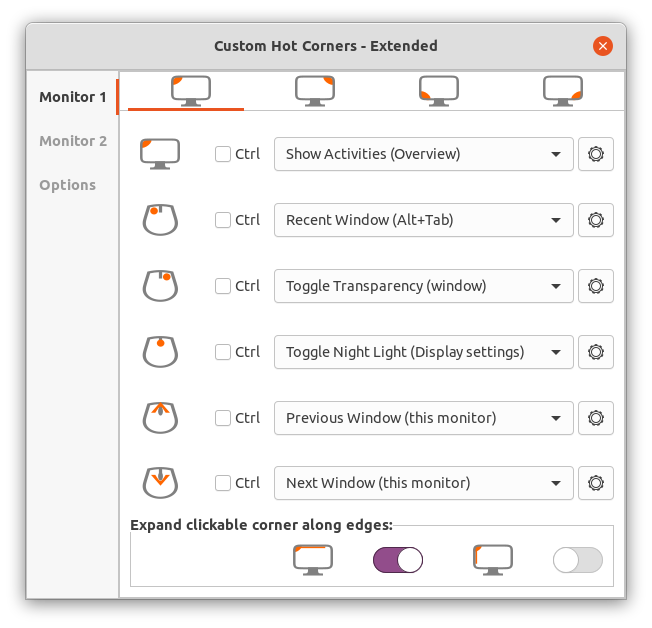 Custom Hot Corners - Extended
Monitor 1
Monitor 2
Options
Ctrl Show Activities (Overview)
Ctrl Recent Window (Alt+Tab)
Ctrl Toggle Transparency (window)
Ctrl Toggle Night Light (Display settings)
Ctrl Previous Window (this monitor)
Ctrl Next Window (this monitor)
Expand clickable corner along edges: